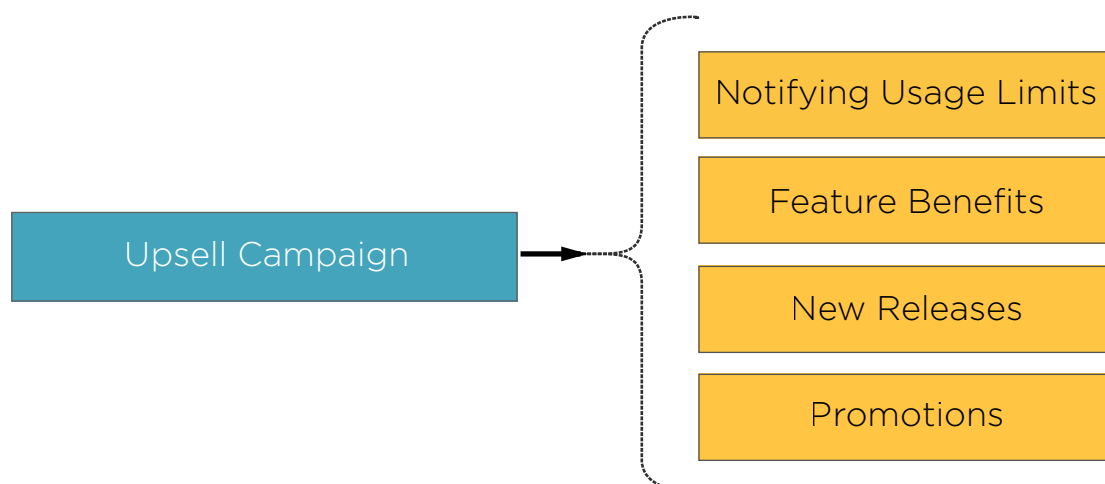 Upsell Campaign
Notifying Usage Limits
Feature Benefits
New Releases
Promotions